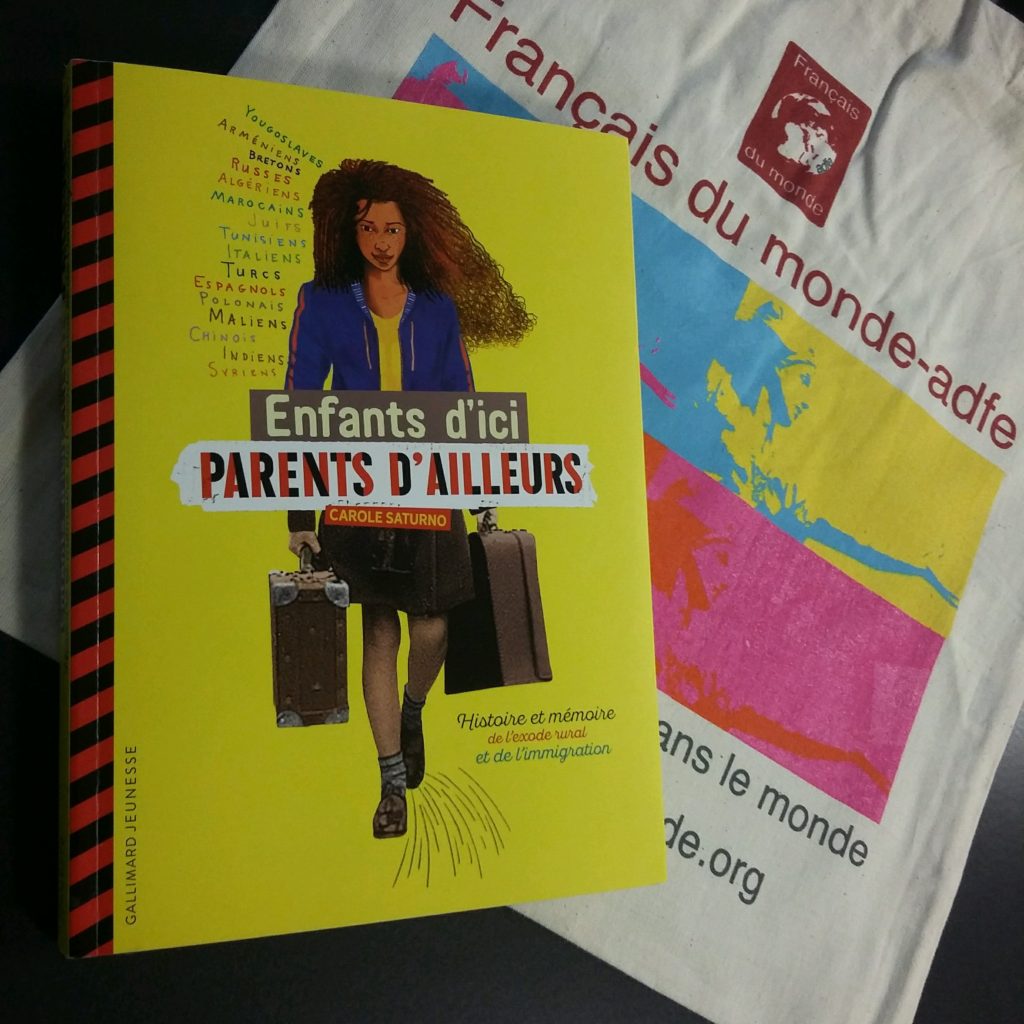 YOUGOSLAVES
ARMÉNIENS
BRETONS
RUSSES
ALGÉRIENS
MAROCAINS
JUIFS
TUNISIENS
ITALIENS
TURCS
ESPAGNOLS
POLONAIS
MALIENS
CHINOIS
INDIENS
SYRIENS
Enfants d'ici
PARENTS D'AILLEURS
CAROLE SATURNO
Histoire et mémoire
de l'exode rural
et de l'immigration
GALLIMARD JEUNESSE
Français du monde-adfe
Français
adfe
du monde
ans le monde
de.org